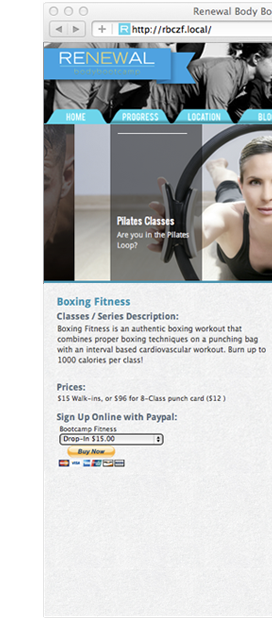 Renewal Body Bo
http://rbczf.local/
RENEWAL
HOME PROGRESS LOCATION BLO
Pilates Classes
Are you in the Pilates
Loop?
Boxing Fitness
Classes / Series Description:
Boxing Fitness is an authentic boxing workout that
combines proper boxing techniques on a punching bag
with an interval based cardiovascular workout. Burn up to
1000 calories per class!
Prices:
$15 Walk-ins, or $96 for 8-Class punch card ($12 )
Sign Up Online with Paypal:
Bootcamp Fitness
Drop-In $15.00
Buy Now
VISA